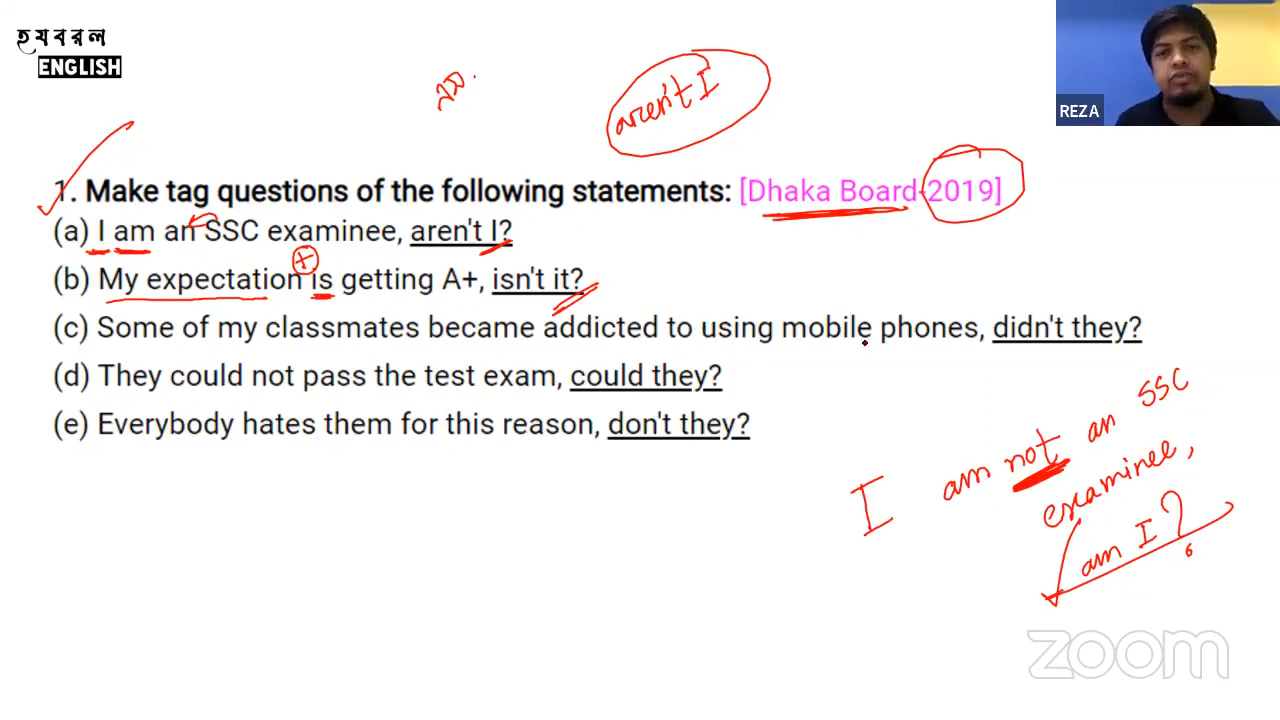 হ য ব র ল
ENGLISH
aren't I
REZA
1. Make tag questions of the following statements: [Dhaka Board-2019]
(a) I am an SSC examinee, aren't I?
(b) My expectation is getting A+, isn't it?
(c) Some of my classmates became addicted to using mobile phones, didn't they?
(d) They could not pass the test exam, could they?
(e) Everybody hates them for this reason, don't they?
I am not an SSC
examinee,
am I?
zoom